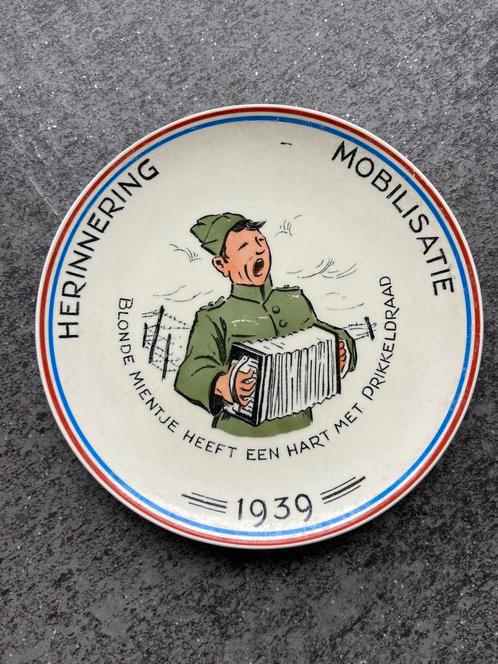 HERINNERING MOBILISATIE
BLONDE MIENTJE HEEFT EEN HART MET PRIKKELDRAAD
1939